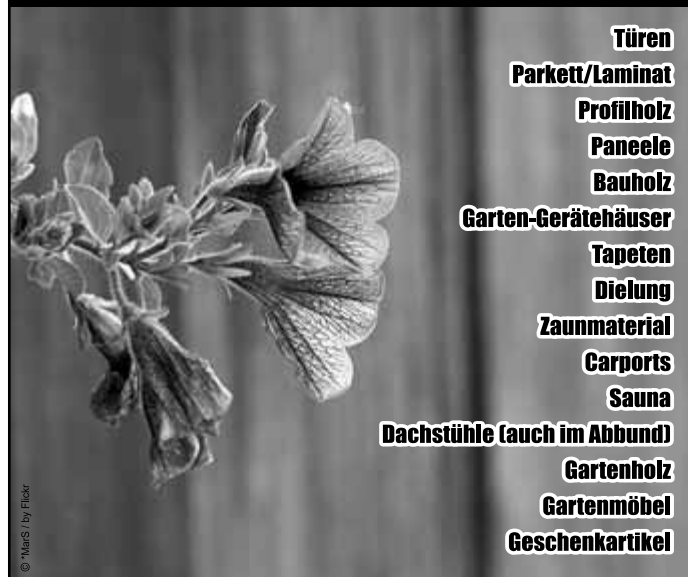 Türen
Parkett/Laminat
Profilholz
Paneele
Bauholz
Garten-Gerätehäuser
Tapeten
Dielung
Zaunmaterial
Carports
Sauna
Dachstühle (auch im Abbund)
Gartenholz
Gartenmöbel
Geschenkartikel
© *MarS / by Flickr